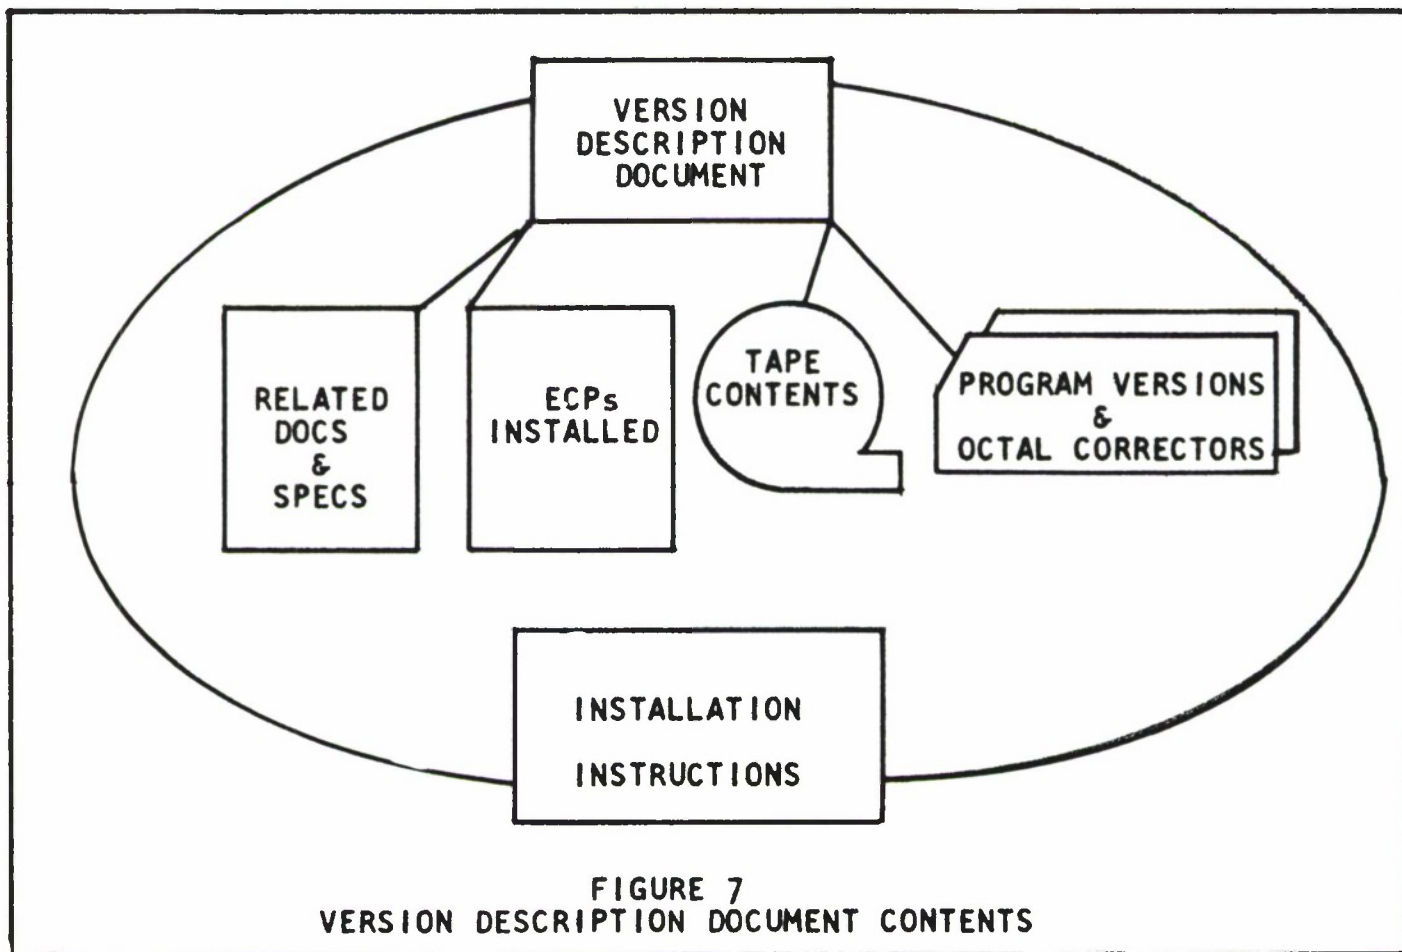 VERSION
DESCRIPTION
DOCUMENT
RELATED
DOCS
&
SPECS
ECPs
INSTALLED
TAPE
CONTENTS
PROGRAM VERSIONS
&
OCTAL CORRECTORS
INSTALLATION
INSTRUCTIONS
FIGURE 7
VERSION DESCRIPTION DOCUMENT CONTENTS